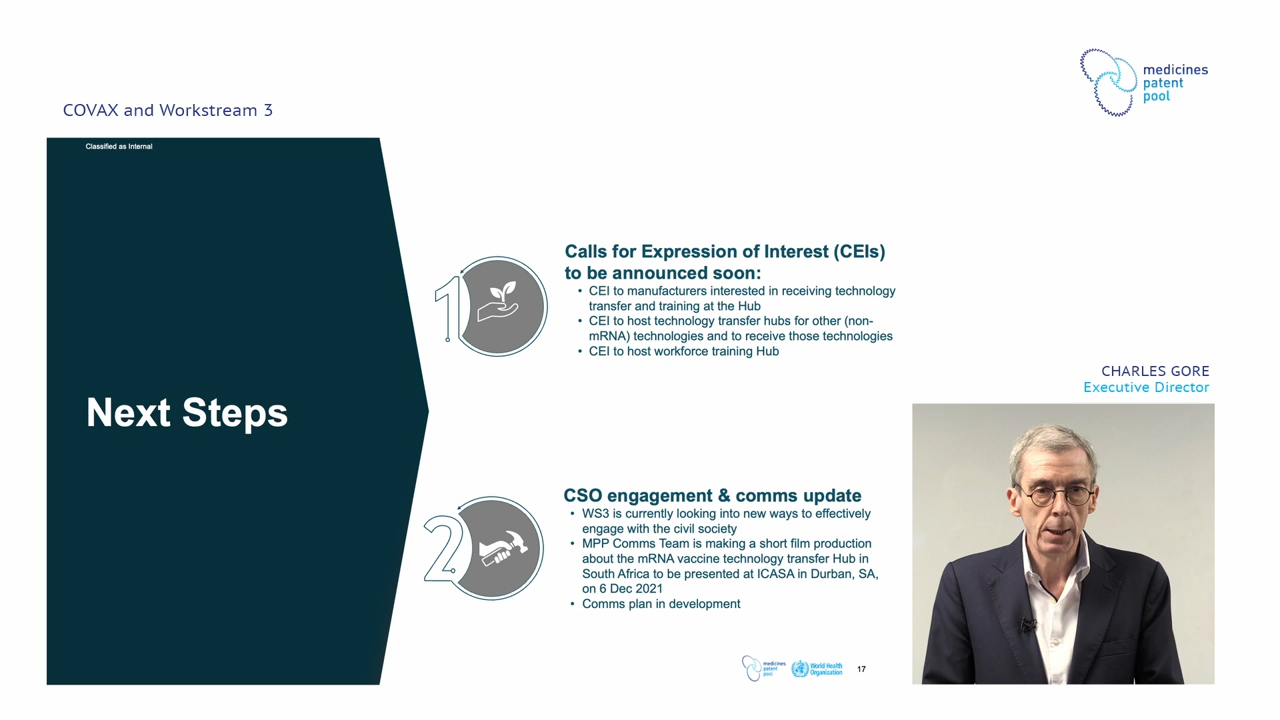 medicines
patent
pool
COVAX and Workstream 3
Classified as Internal
Next Steps
1
Calls for Expression of Interest (CEIs)
to be announced soon:
• CEI to manufacturers interested in receiving technology
transfer and training at the Hub
• CEI to host technology transfer hubs for other (non-
mRNA) technologies and to receive those technologies
• CEI to host workforce training Hub
2
CSO engagement & comms update
• WS3 is currently looking into new ways to effectively
engage with the civil society
• MPP Comms Team is making a short film production
about the mRNA vaccine technology transfer Hub in
South Africa to be presented at ICASA in Durban, SA,
on 6 Dec 2021
• Comms plan in development
medicines
patent
pool
World Health
Organization
17
CHARLES GORE
Executive Director